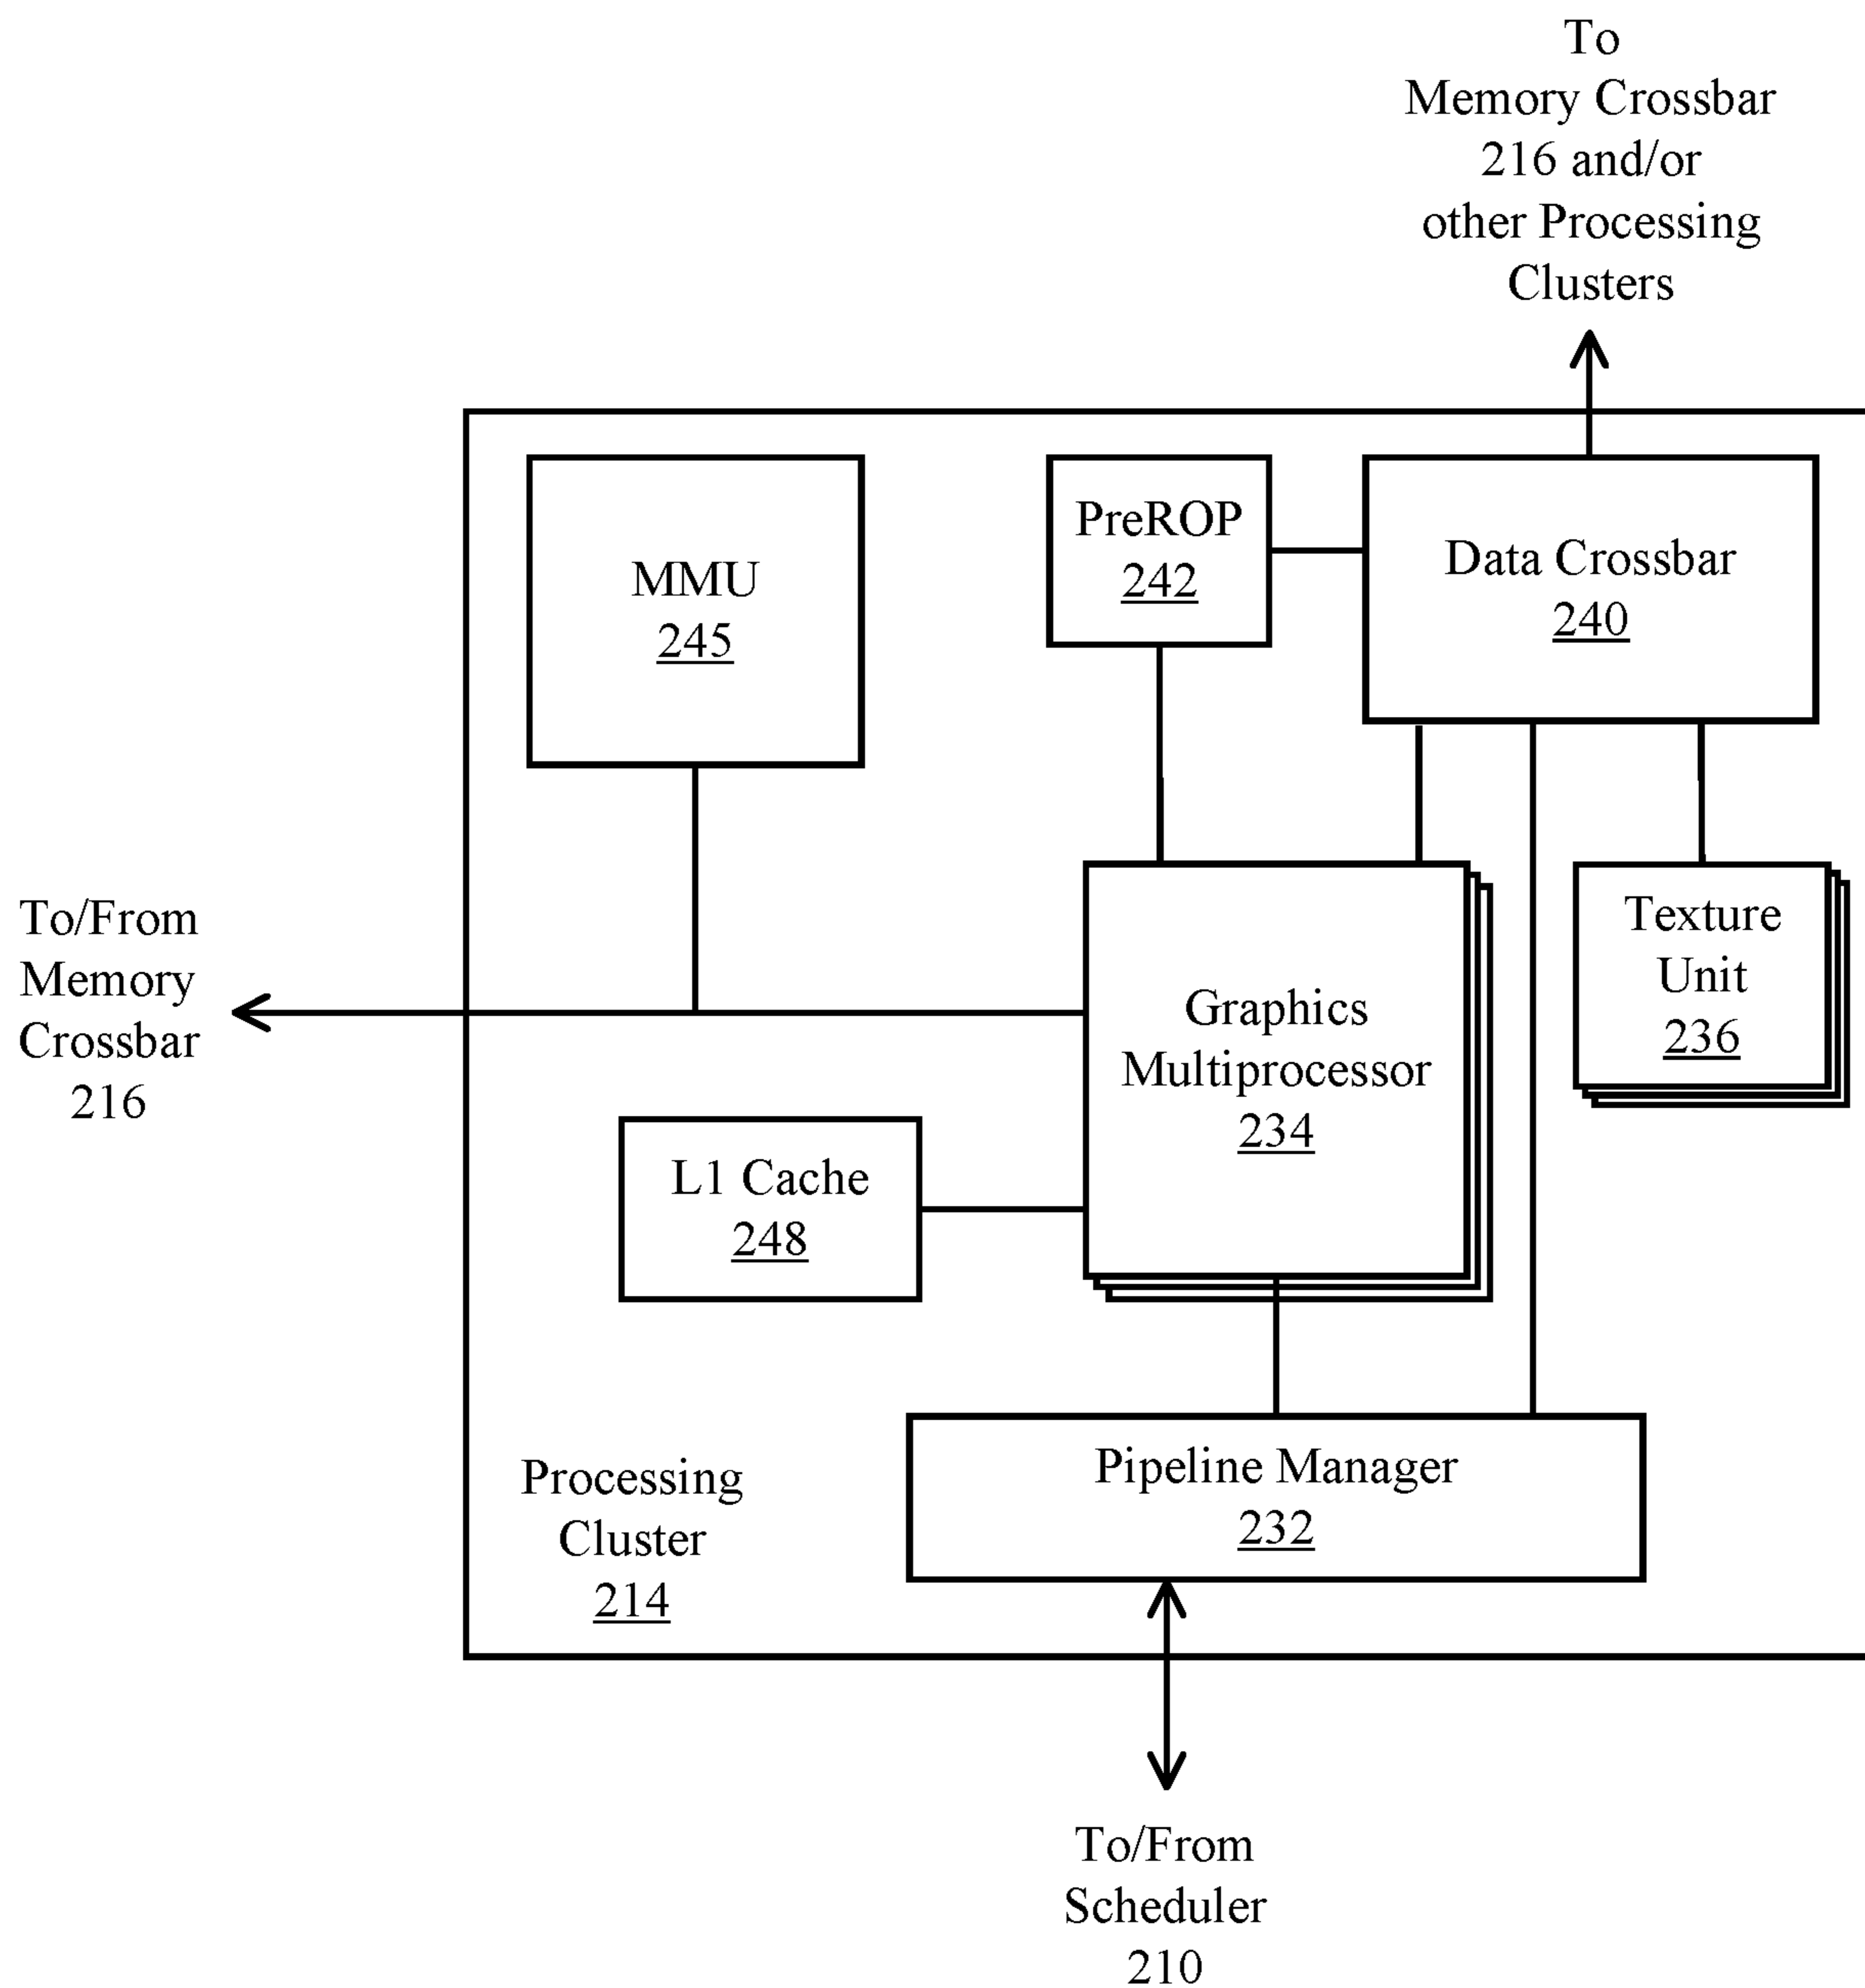 To
Memory Crossbar
216 and/or
other Processing
Clusters
MMU
245
PreROP
242
Data Crossbar
240
To/From
Memory
Crossbar
216
Graphics
Multiprocessor
234
Texture
Unit
236
L1 Cache
248
Processing
Cluster
214
Pipeline Manager
232
To/From
Scheduler
210